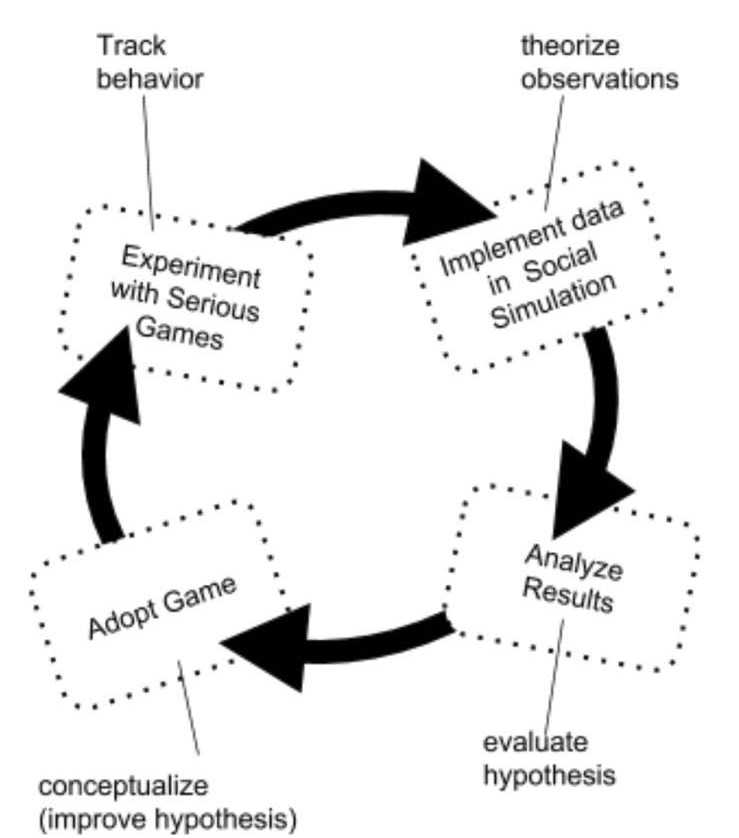 Track
behavior
theorize
observations
Experiment
with Serious
Games
Implement data
in Social
Simulation
Adopt Game
Analyze
Results
conceptualize
(improve hypothesis)
evaluate
hypothesis